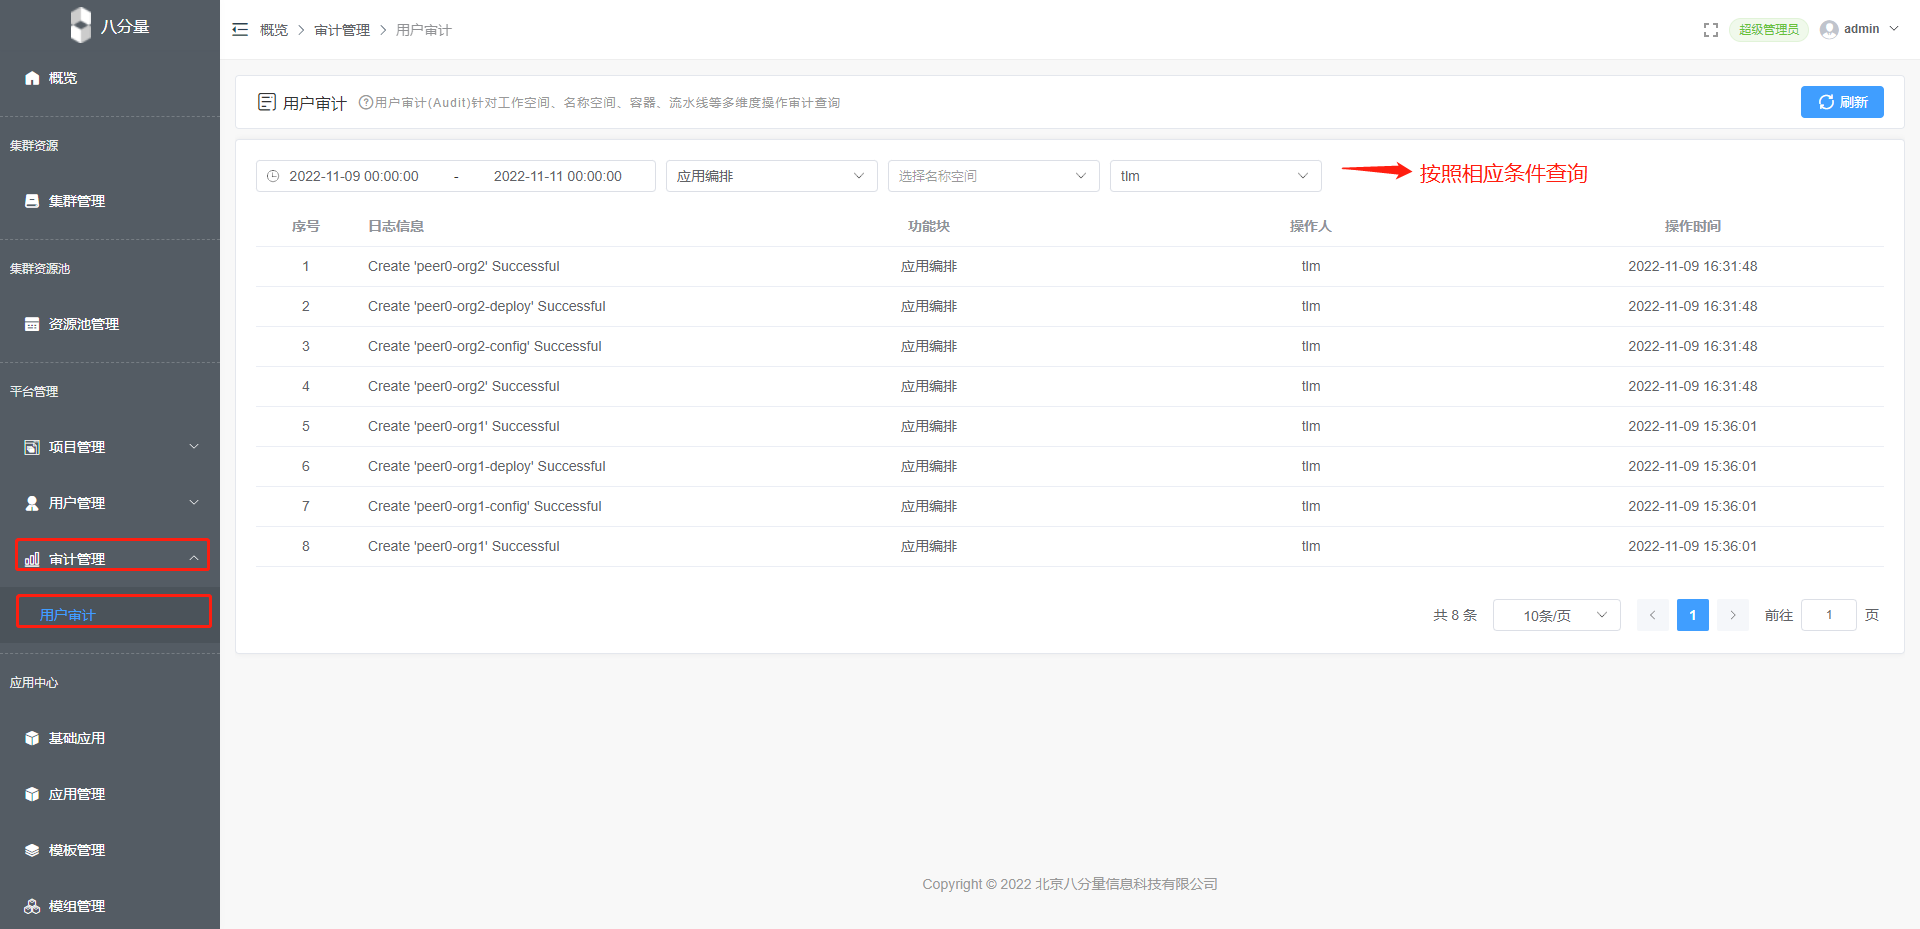 八分量
概览
集群资源
集群管理
集群资源池
资源池管理
平台管理
项目管理
用户管理
审计管理
用户审计
应用中心
基础应用
应用管理
模板管理
模组管理
概览 > 审计管理 > 用户审计
超级管理员 admin
用户审计 ?用户审计(Audit)针对工作空间、名称空间、容器、流水线等多维度操作审计查询
刷新
2022-11-09 00:00:00 - 2022-11-11 00:00:00 应用编排 选择名称空间 tlm 按照相应条件查询
序号 日志信息 功能块 操作人 操作时间
1 Create 'peer0-org2' Successful 应用编排 tlm 2022-11-09 16:31:48
2 Create 'peer0-org2-deploy' Successful 应用编排 tlm 2022-11-09 16:31:48
3 Create 'peer0-org2-config' Successful 应用编排 tlm 2022-11-09 16:31:48
4 Create 'peer0-org2' Successful 应用编排 tlm 2022-11-09 16:31:48
5 Create 'peer0-org1' Successful 应用编排 tlm 2022-11-09 15:36:01
6 Create 'peer0-org1-deploy' Successful 应用编排 tlm 2022-11-09 15:36:01
7 Create 'peer0-org1-config' Successful 应用编排 tlm 2022-11-09 15:36:01
8 Create 'peer0-org1' Successful 应用编排 tlm 2022-11-09 15:36:01
共 8 条 10条/页 < 1 > 前往 1 页
Copyright © 2022 北京八分量信息科技有限公司